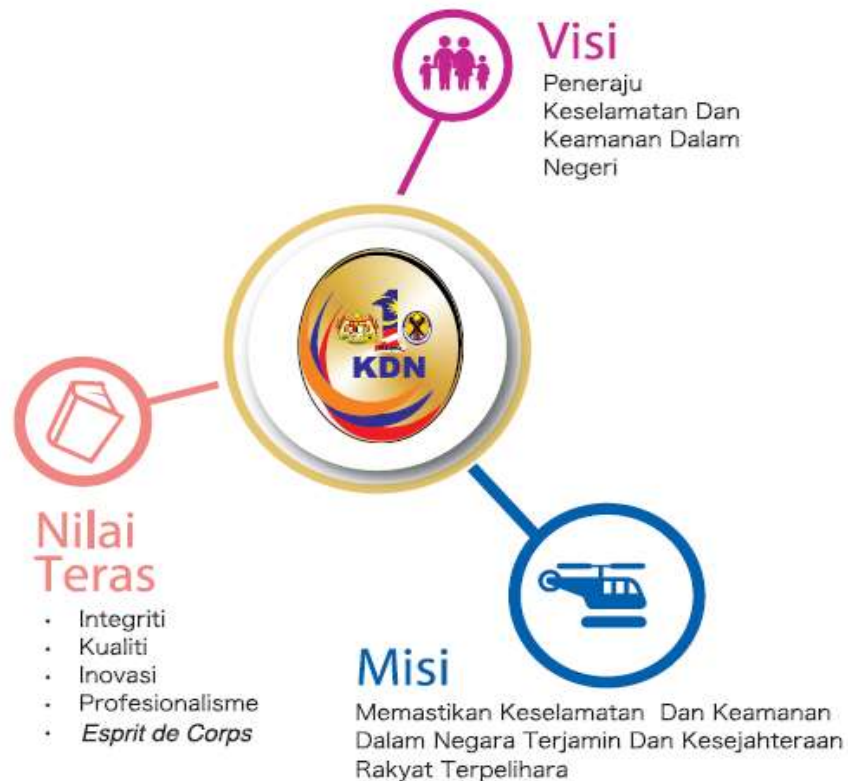 Visi
Peneraju
Keselamatan Dan
Keamanan Dalam
Negeri
1
KDN
Nilai
Teras
· Integriti
· Kualiti
· Inovasi
· Profesionalisme
· Esprit de Corps
Misi
Memastikan Keselamatan Dan Keamanan
Dalam Negara Terjamin Dan Kesejahteraan
Rakyat Terpelihara